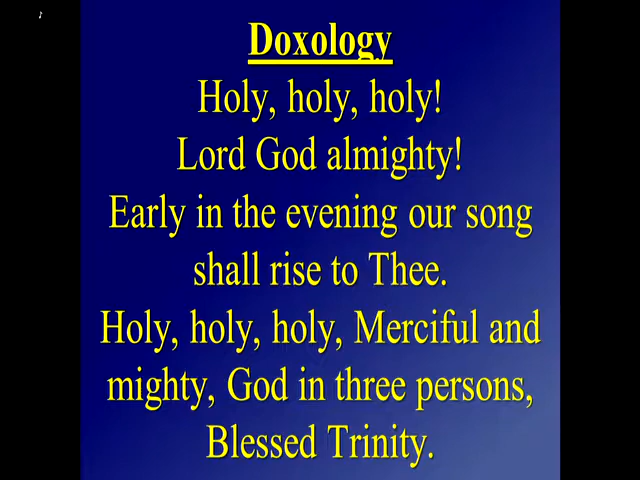 Doxology
Holy, holy, holy!
Lord God almighty!
Early in the evening our song
shall rise to Thee.
Holy, holy, holy, Merciful and
mighty, God in three persons,
Blessed Trinity.